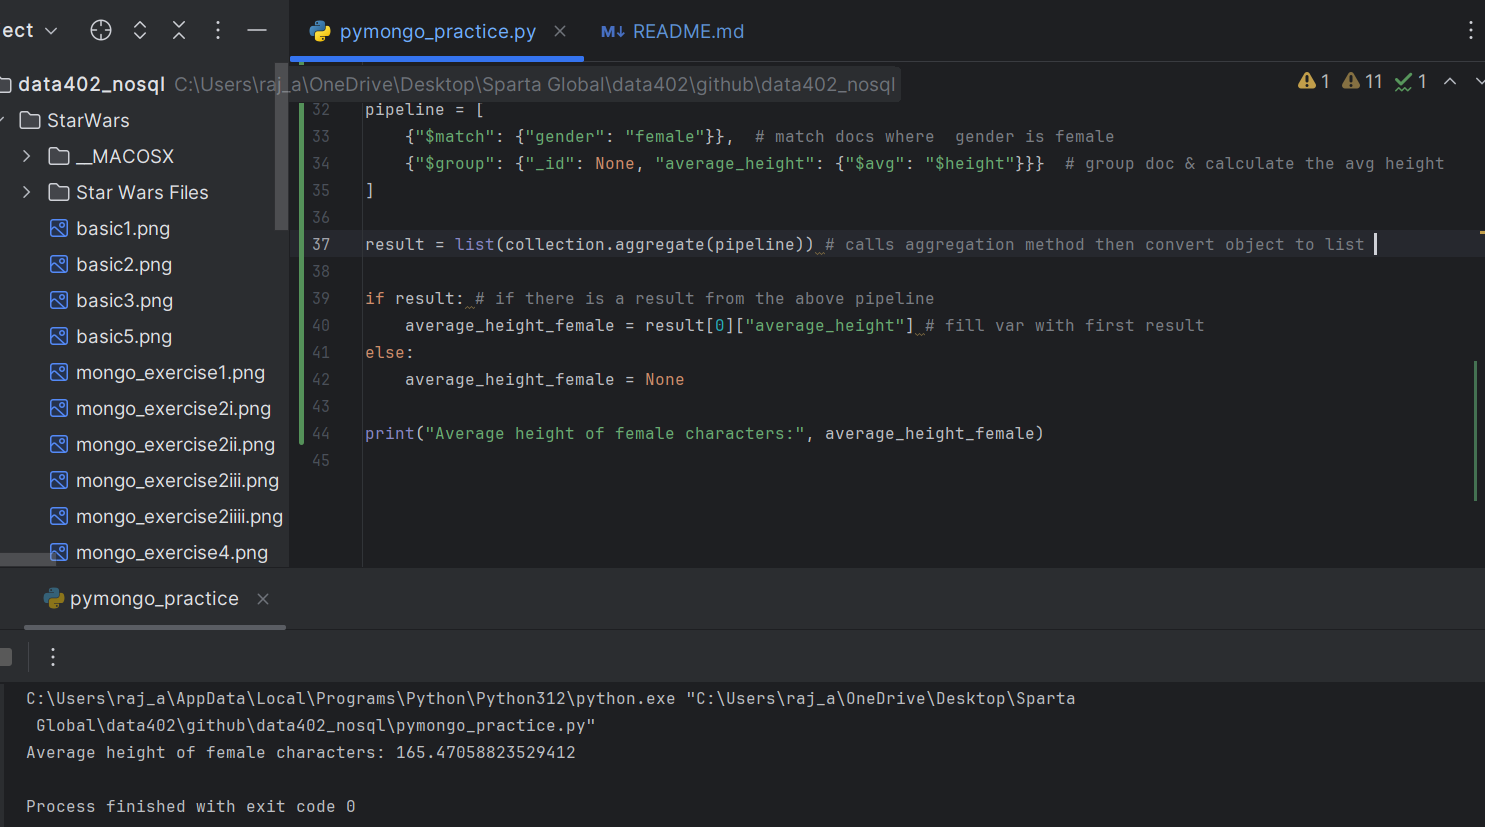 ect
pymongo_practice.py
README.md
data402_nosql C:\Users\raj_a\OneDrive\Desktop\Sparta Global\data402\github\data402_nosql
1 11 1
StarWars
__MACOSX
Star Wars Files
basic1.png
basic2.png
basic3.png
basic5.png
mongo_exercise1.png
mongo_exercise2i.png
mongo_exercise2ii.png
mongo_exercise2iii.png
mongo_exercise2iiii.png
mongo_exercise4.png
32 pipeline = [
33 {"$match": {"gender": "female"}},  # match docs where  gender is female
34 {"$group": {"_id": None, "average_height": {"$avg": "$height"}}}  # group doc & calculate the avg height
35 ]
36
37 result = list(collection.aggregate(pipeline)) # calls aggregation method then convert object to list
38
39 if result: # if there is a result from the above pipeline
40 average_height_female = result[0]["average_height"] # fill var with first result
41 else:
42 average_height_female = None
43
44 print("Average height of female characters:", average_height_female)
45
pymongo_practice
C:\Users\raj_a\AppData\Local\Programs\Python\Python312\python.exe "C:\Users\raj_a\OneDrive\Desktop\Sparta
Global\data402\github\data402_nosql\pymongo_practice.py"
Average height of female characters: 165.47058823529412
Process finished with exit code 0